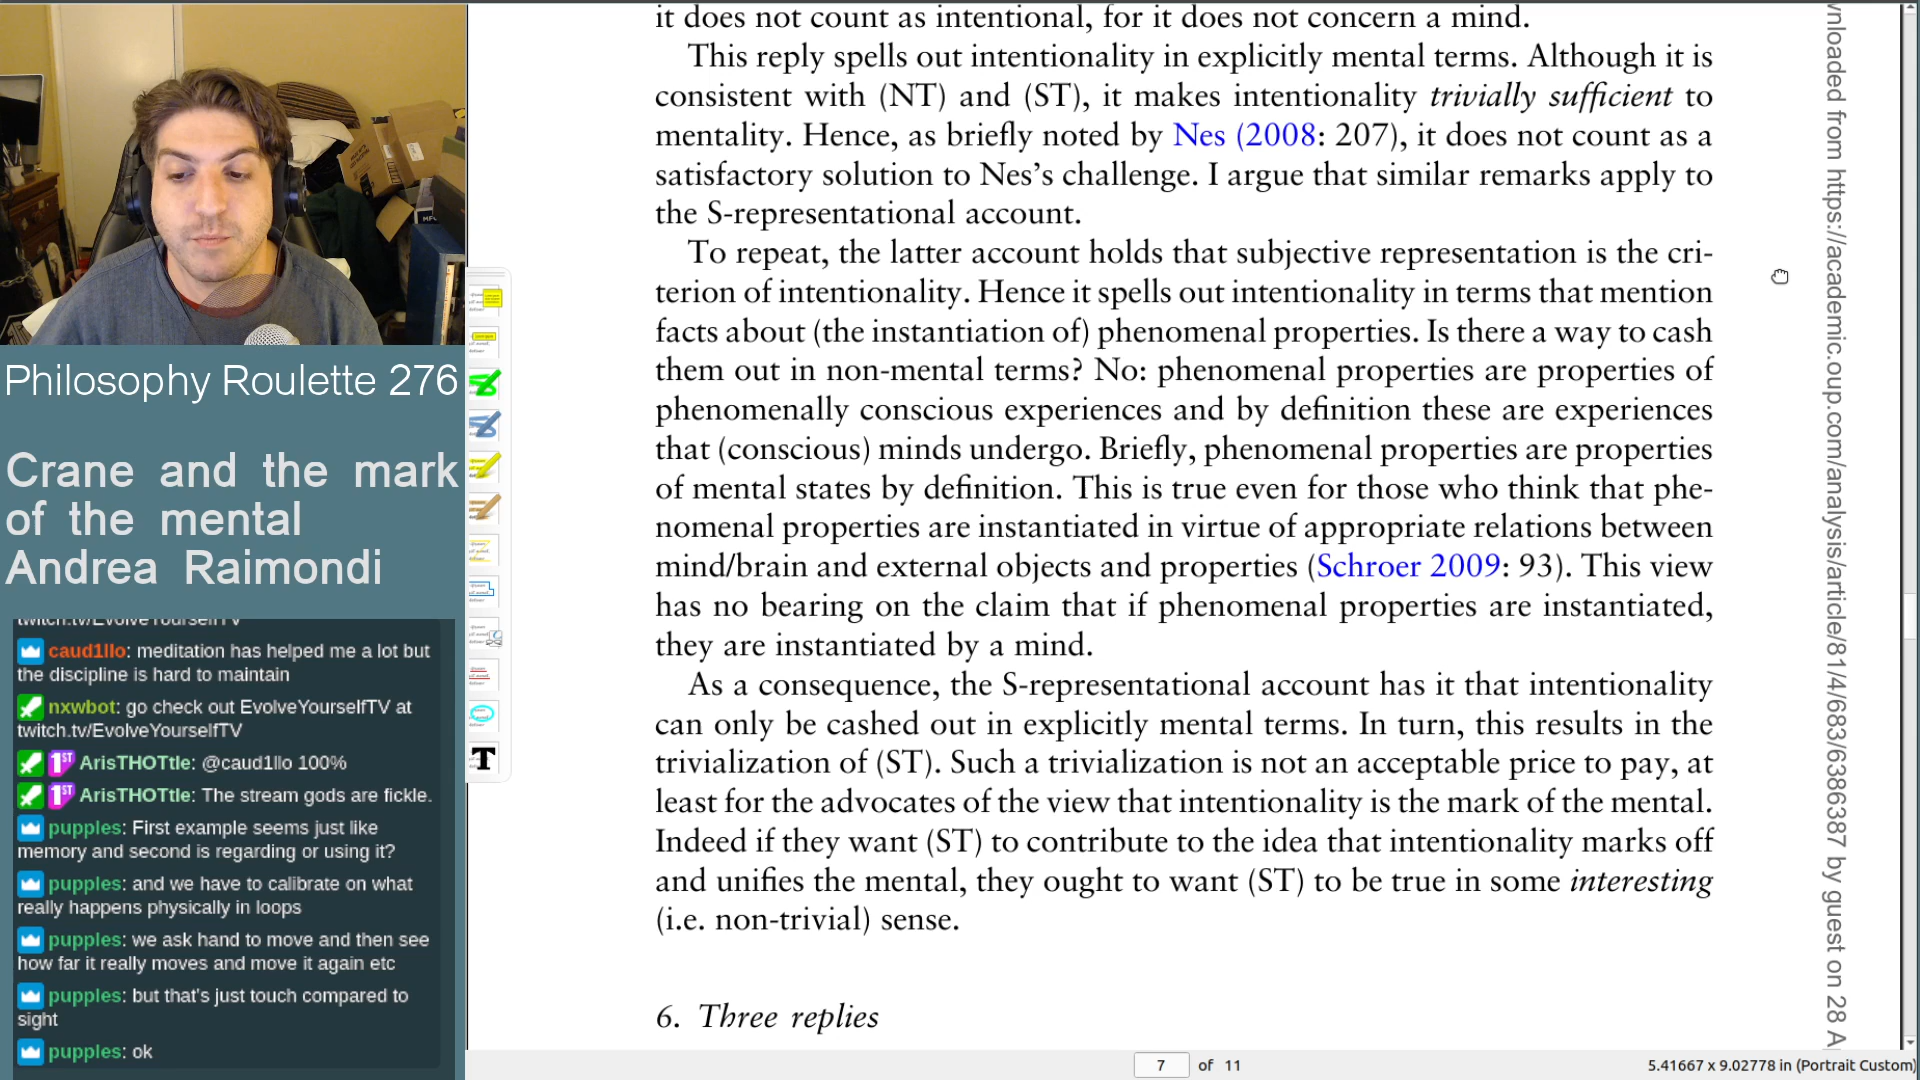 Philosophy Roulette 276
Crane and the mark
of the mental
Andrea Raimondi
twitch.tv/EvolveYourselfTV
caud1llo: meditation has helped me a lot but
the discipline is hard to maintain
nxwbot: go check out EvolveYourselfTV at
twitch.tv/EvolveYourselfTV
1ST ArisTHOTtle: @caud1llo 100%
1ST ArisTHOTtle: The stream gods are fickle.
pupples: First example seems just like
memory and second is regarding or using it?
pupples: and we have to calibrate on what
really happens physically in loops
pupples: we ask hand to move and then see
how far it really moves and move it again etc
pupples: but that's just touch compared to
sight
pupples: ok
T
it does not count as intentional, for it does not concern a mind.
This reply spells out intentionality in explicitly mental terms. Although it is
consistent with (NT) and (ST), it makes intentionality trivially sufficient to
mentality. Hence, as briefly noted by Nes (2008: 207), it does not count as a
satisfactory solution to Nes's challenge. I argue that similar remarks apply to
the S-representational account.
To repeat, the latter account holds that subjective representation is the cri-
terion of intentionality. Hence it spells out intentionality in terms that mention
facts about (the instantiation of) phenomenal properties. Is there a way to cash
them out in non-mental terms? No: phenomenal properties are properties of
phenomenally conscious experiences and by definition these are experiences
that (conscious) minds undergo. Briefly, phenomenal properties are properties
of mental states by definition. This is true even for those who think that phe-
nomenal properties are instantiated in virtue of appropriate relations between
mind/brain and external objects and properties (Schroer 2009: 93). This view
has no bearing on the claim that if phenomenal properties are instantiated,
they are instantiated by a mind.
As a consequence, the S-representational account has it that intentionality
can only be cashed out in explicitly mental terms. In turn, this results in the
trivialization of (ST). Such a trivialization is not an acceptable price to pay, at
least for the advocates of the view that intentionality is the mark of the mental.
Indeed if they want (ST) to contribute to the idea that intentionality marks off
and unifies the mental, they ought to want (ST) to be true in some interesting
(i.e. non-trivial) sense.
6. Three replies
wnloaded from https://academic.oup.com/analysis/article/81/4/683/6386387 by guest on 28 A
7 of 11
5.41667 x 9.02778 in (Portrait Custom)